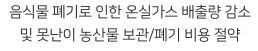 음식물 폐기로 인한 온실가스 배출량 감소
및 못난이 농산물 보관/폐기 비용 절약